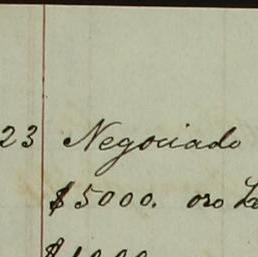 23 Negociado
$5000. oro